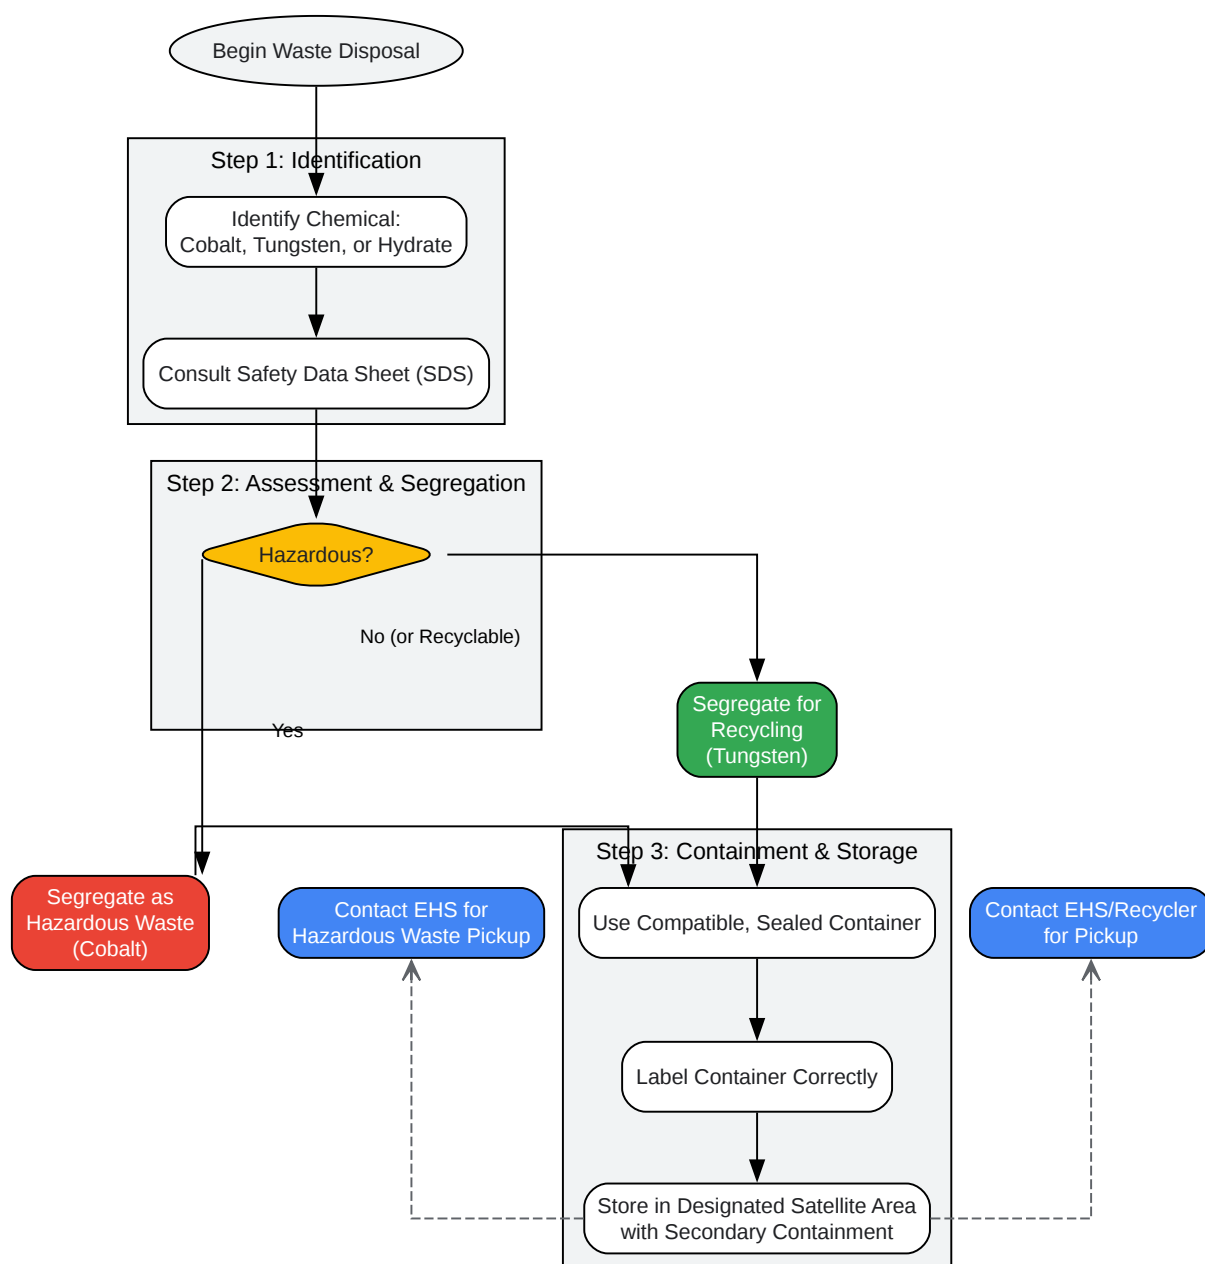 Begin Waste Disposal
Step 1: Identification
Identify Chemical:
Cobalt, Tungsten, or Hydrate
Consult Safety Data Sheet (SDS)
Step 2: Assessment & Segregation
Hazardous?
No (or Recyclable)
Yes
Segregate for
Recycling
(Tungsten)
Step 3: Containment & Storage
Segregate as
Hazardous Waste
(Cobalt)
Contact EHS for
Hazardous Waste Pickup
Use Compatible, Sealed Container
Contact EHS/Recycler
for Pickup
Label Container Correctly
Store in Designated Satellite Area
with Secondary Containment